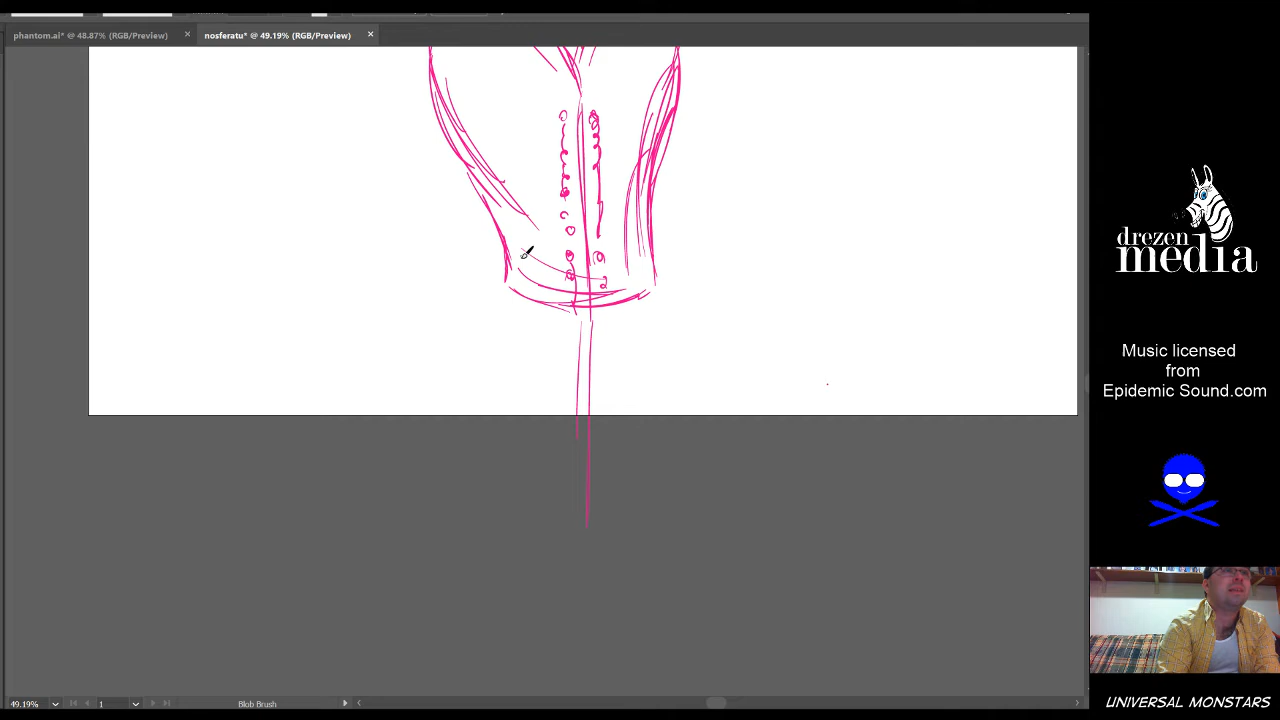 phantom.ai* @ 48.87% (RGB/Preview)
nosferatu* @ 49.19% (RGB/Preview)
drezen
media
Music licensed
from
Epidemic Sound.com
49.19%
1
Blob Brush
UNIVERSAL MONSTARS